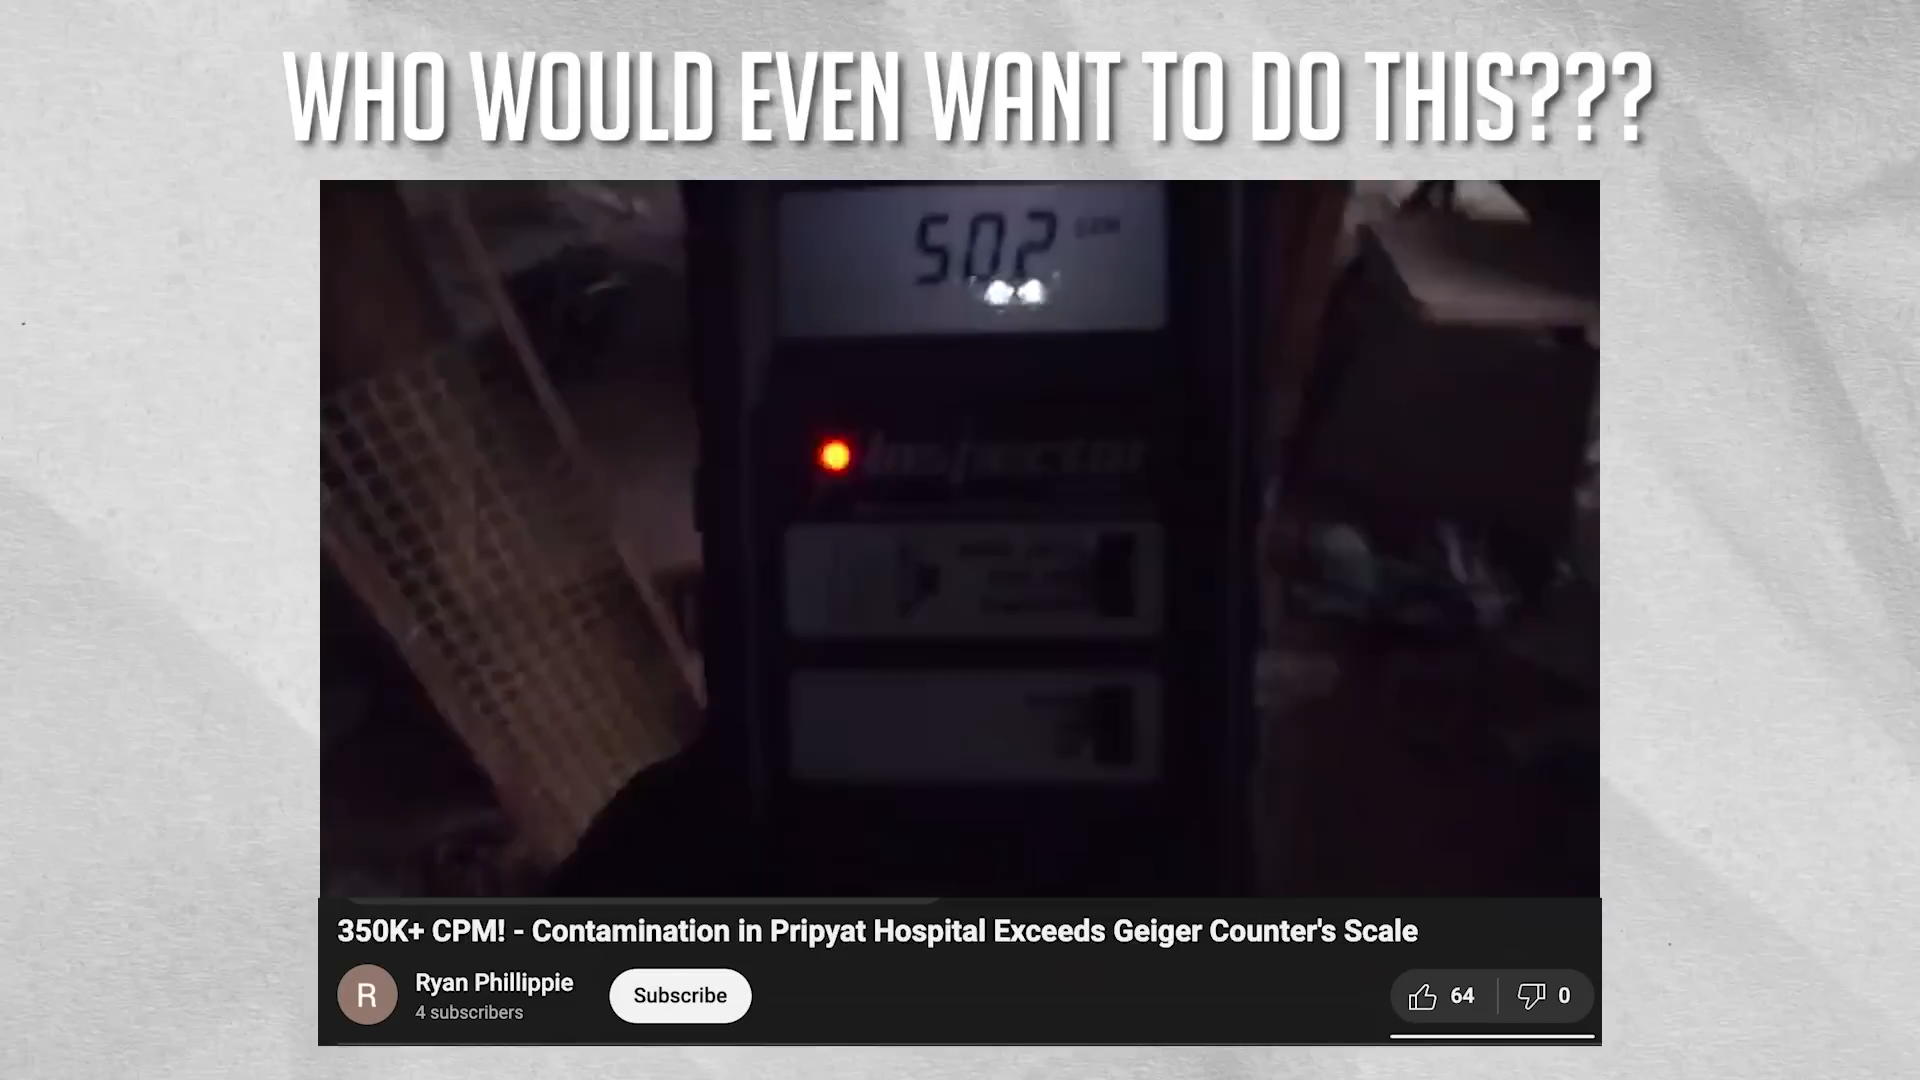 WHO WOULD EVEN WANT TO DO THIS???
502
Inspector
350K+ CPM! - Contamination in Pripyat Hospital Exceeds Geiger Counter's Scale
R
Ryan Phillippie
4 subscribers
Subscribe
64
0